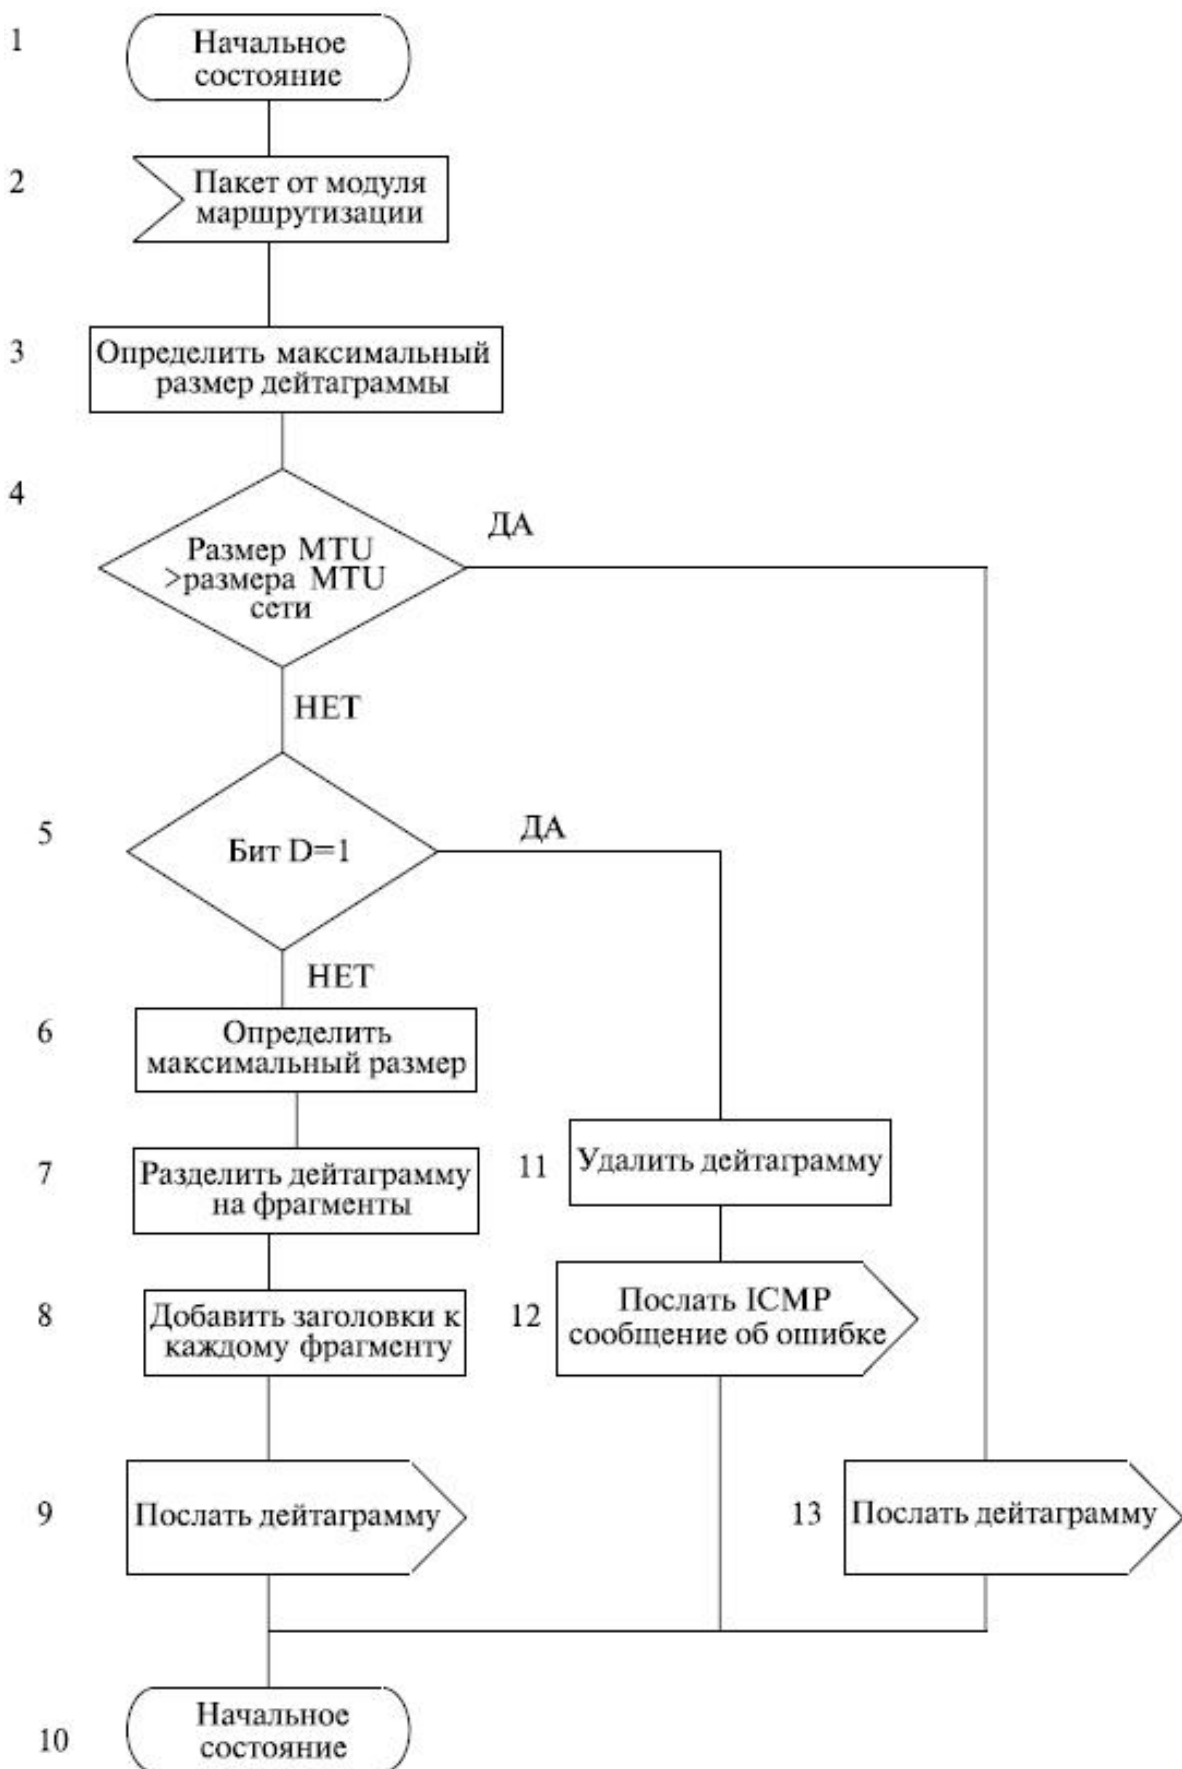 1
Начальное
состояние
2
Пакет от модуля
маршрутизации
3
Определить максимальный
размер дейтаграммы
4
Размер MTU
>размера MTU
сети
ДА
НЕТ
5
Бит D=1
ДА
НЕТ
6
Определить
максимальный размер
7
Разделить дейтаграмму
на фрагменты
11
Удалить дейтаграмму
8
Добавить заголовки к
каждому фрагменту
12
Послать ICMP
сообщение об ошибке
9
Послать дейтаграмму
13
Послать дейтаграмму
10
Начальное
состояние